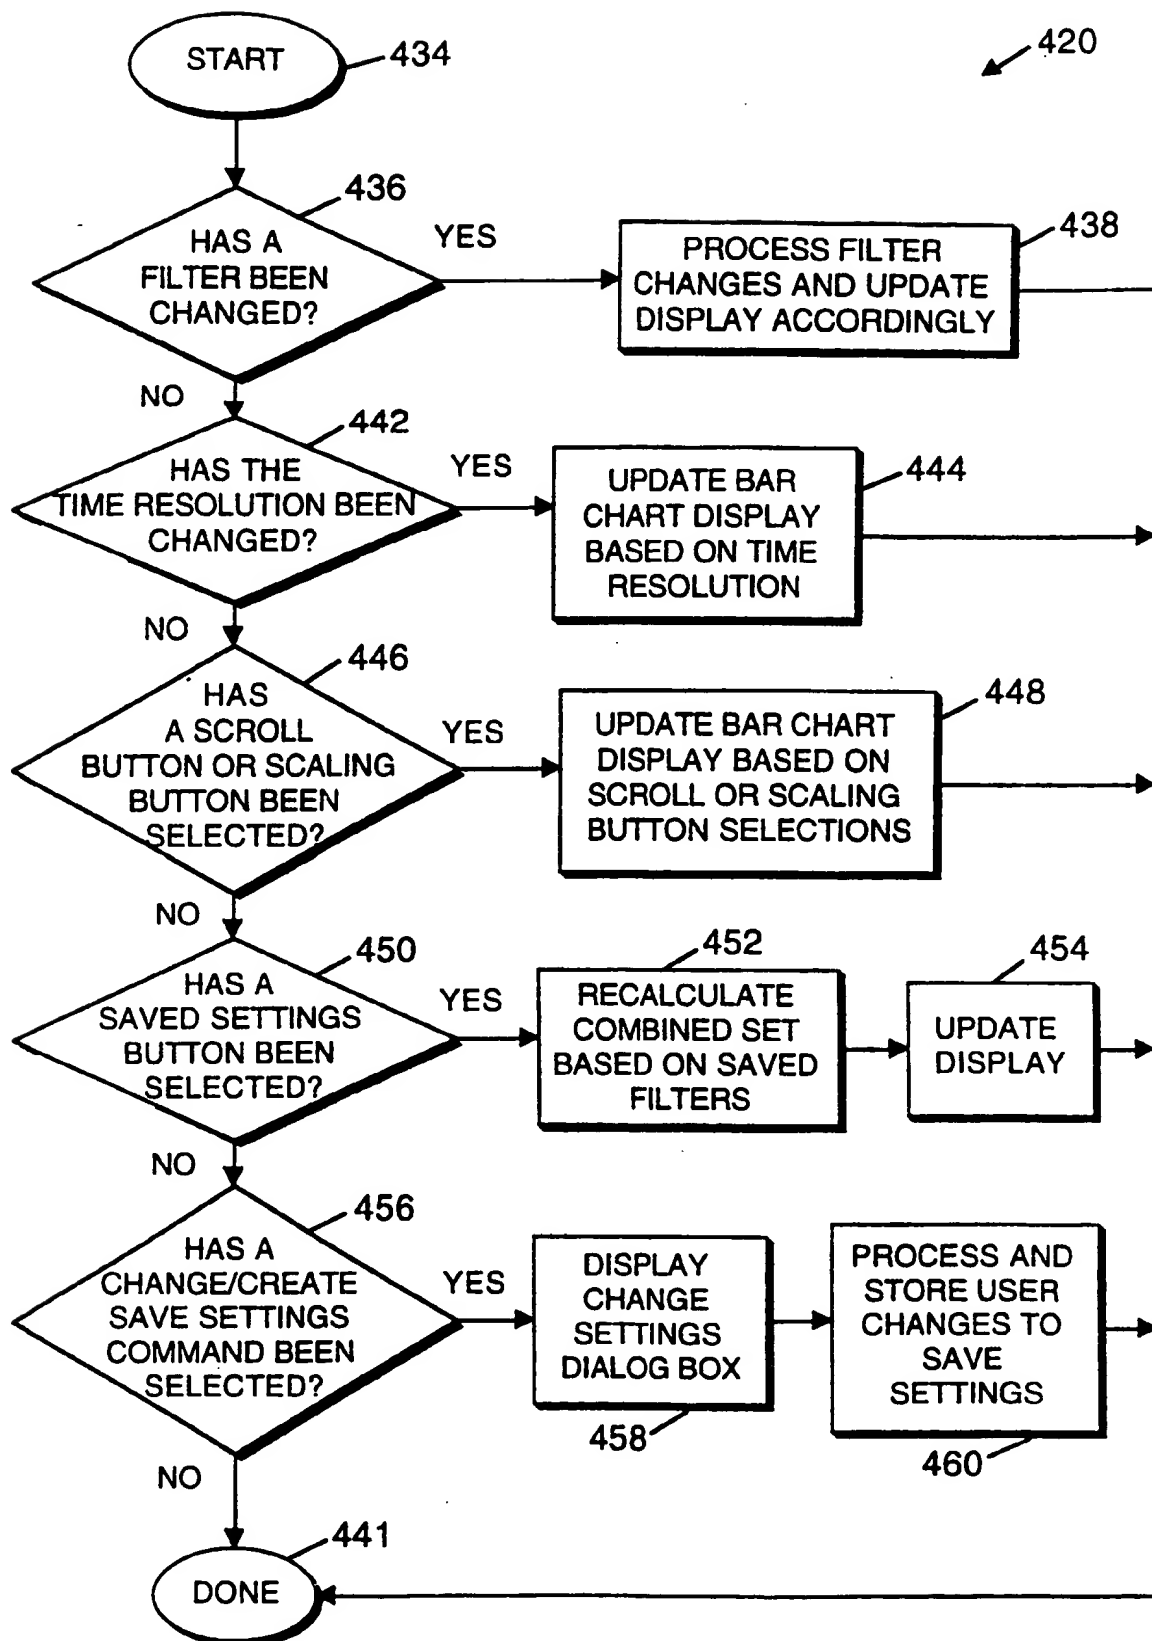 START
434
420
436
HAS A
FILTER BEEN
CHANGED?
YES
PROCESS FILTER
CHANGES AND UPDATE
DISPLAY ACCORDINGLY
438
NO
442
HAS THE
TIME RESOLUTION BEEN
CHANGED?
YES
UPDATE BAR
CHART DISPLAY
BASED ON TIME
RESOLUTION
444
NO
446
HAS
A SCROLL
BUTTON OR SCALING
BUTTON BEEN
SELECTED?
YES
UPDATE BAR CHART
DISPLAY BASED ON
SCROLL OR SCALING
BUTTON SELECTIONS
448
NO
450
HAS A
SAVED SETTINGS
BUTTON BEEN
SELECTED?
YES
452
RECALCULATE
COMBINED SET
BASED ON SAVED
FILTERS
454
UPDATE
DISPLAY
NO
456
HAS A
CHANGE/CREATE
SAVE SETTINGS
COMMAND BEEN
SELECTED?
YES
DISPLAY
CHANGE
SETTINGS
DIALOG BOX
458
PROCESS AND
STORE USER
CHANGES TO
SAVE
SETTINGS
460
NO
441
DONE